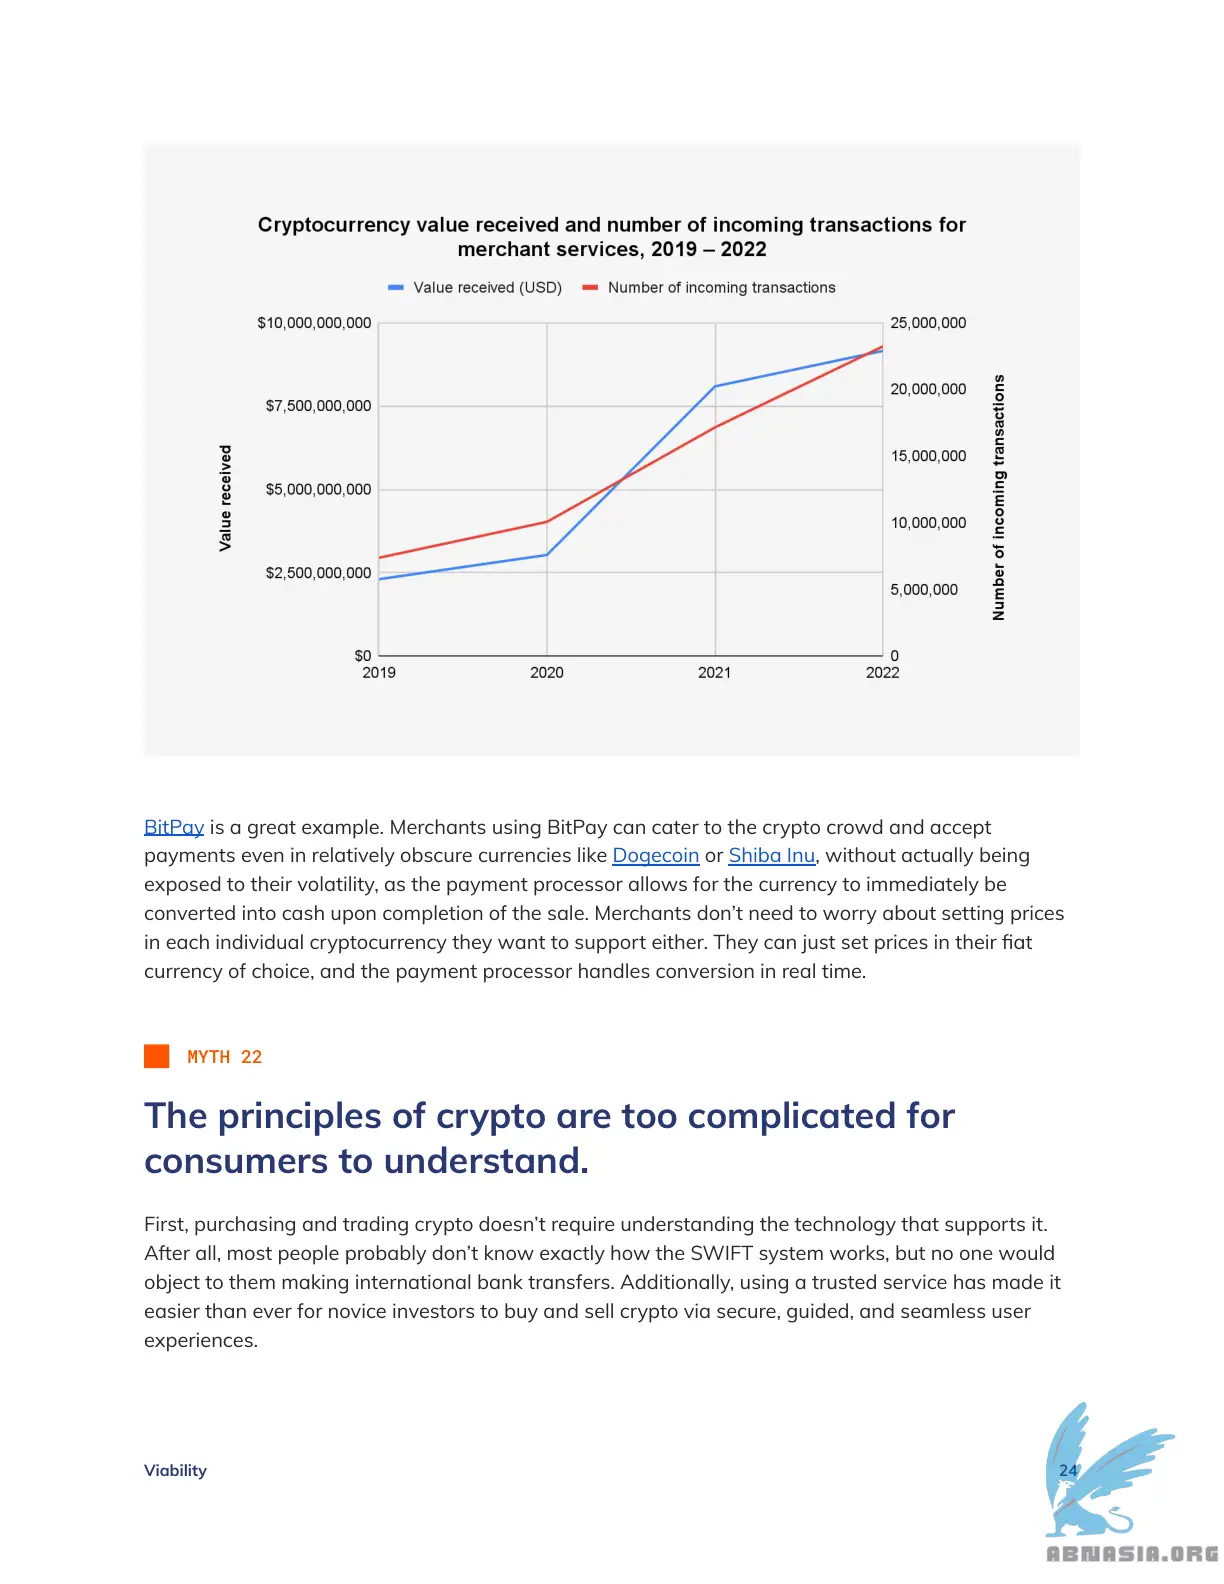 Cryptocurrency value received and number of incoming transactions for
merchant services, 2019 – 2022
Value received (USD) Number of incoming transactions
$10,000,000,000
$7,500,000,000
$5,000,000,000
$2,500,000,000
$0
Value received
25,000,000
20,000,000
15,000,000
10,000,000
5,000,000
0
Number of incoming transactions
2019 2020 2021 2022
BitPay is a great example. Merchants using BitPay can cater to the crypto crowd and accept
payments even in relatively obscure currencies like Dogecoin or Shiba Inu, without actually being
exposed to their volatility, as the payment processor allows for the currency to immediately be
converted into cash upon completion of the sale. Merchants don’t need to worry about setting prices
in each individual cryptocurrency they want to support either. They can just set prices in their fiat
currency of choice, and the payment processor handles conversion in real time.
MYTH 22
The principles of crypto are too complicated for
consumers to understand.
First, purchasing and trading crypto doesn’t require understanding the technology that supports it.
After all, most people probably don’t know exactly how the SWIFT system works, but no one would
object to them making international bank transfers. Additionally, using a trusted service has made it
easier than ever for novice investors to buy and sell crypto via secure, guided, and seamless user
experiences.
Viability 24
ABNASIA.ORG